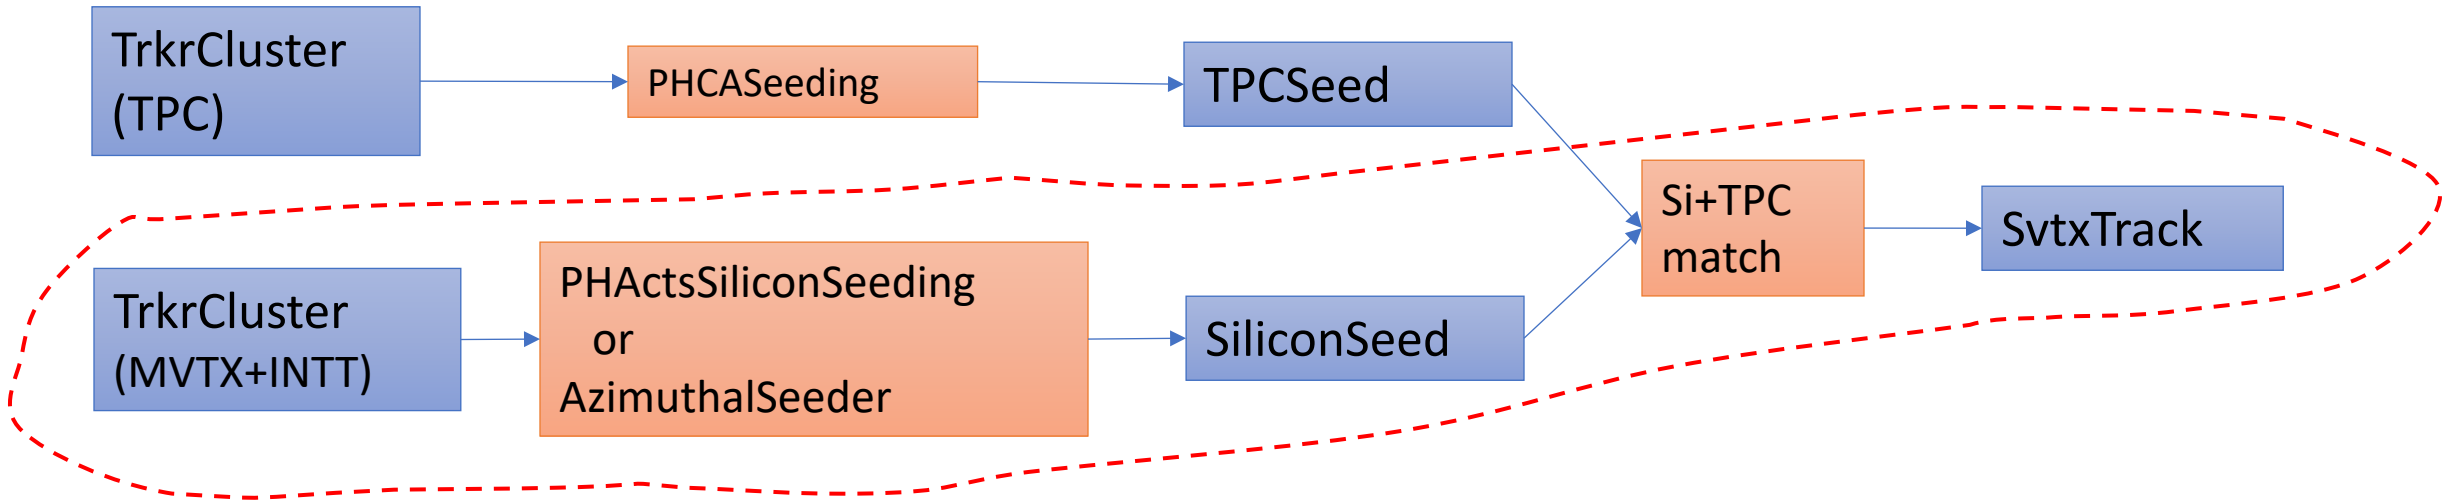 TrkrCluster
(TPC)
PHCASeeding
TPCSeed
Si+TPC
match
SvtxTrack
TrkrCluster
(MVTX+INTT)
PHActsSiliconSeeding
or
AzimuthalSeeder
SiliconSeed